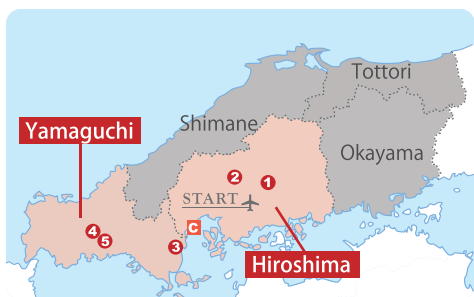 Tottori
Shimane
Yamaguchi
Okayama
2
1
START
C
4
5
3
Hiroshima